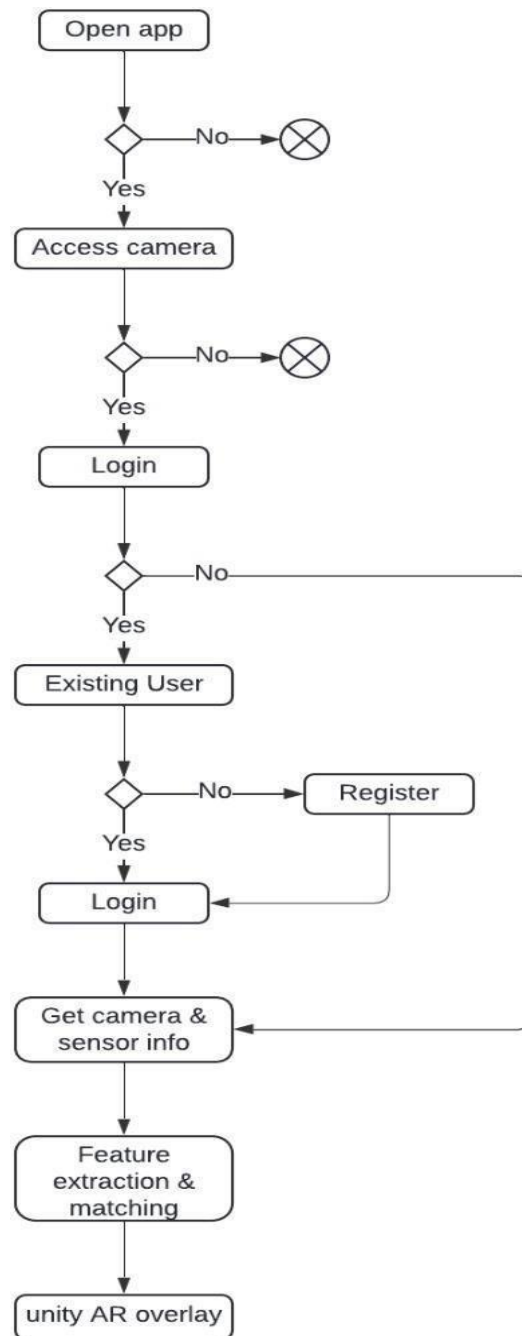 Open app
No
Yes
Access camera
No
Yes
Login
No
Yes
Existing User
No
Register
Yes
Login
Get camera &
sensor info
Feature
extraction &
matching
unity AR overlay